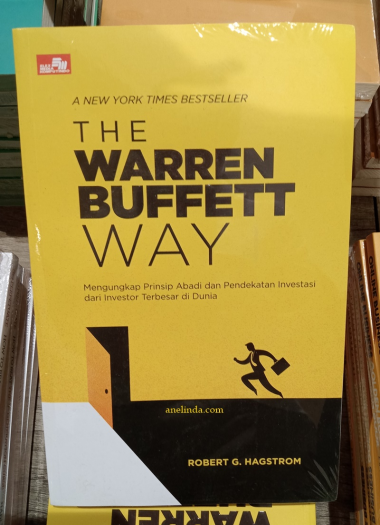 A NEW YORK TIMES BESTSELLER
THE
WARREN
BUFFETT
WAY
Mengungkap Prinsip Abadi dan Pendekatan Investasi
dari Investor Terbesar di Dunia
anelinda.com
ROBERT G. HAGSTROM
WARREN